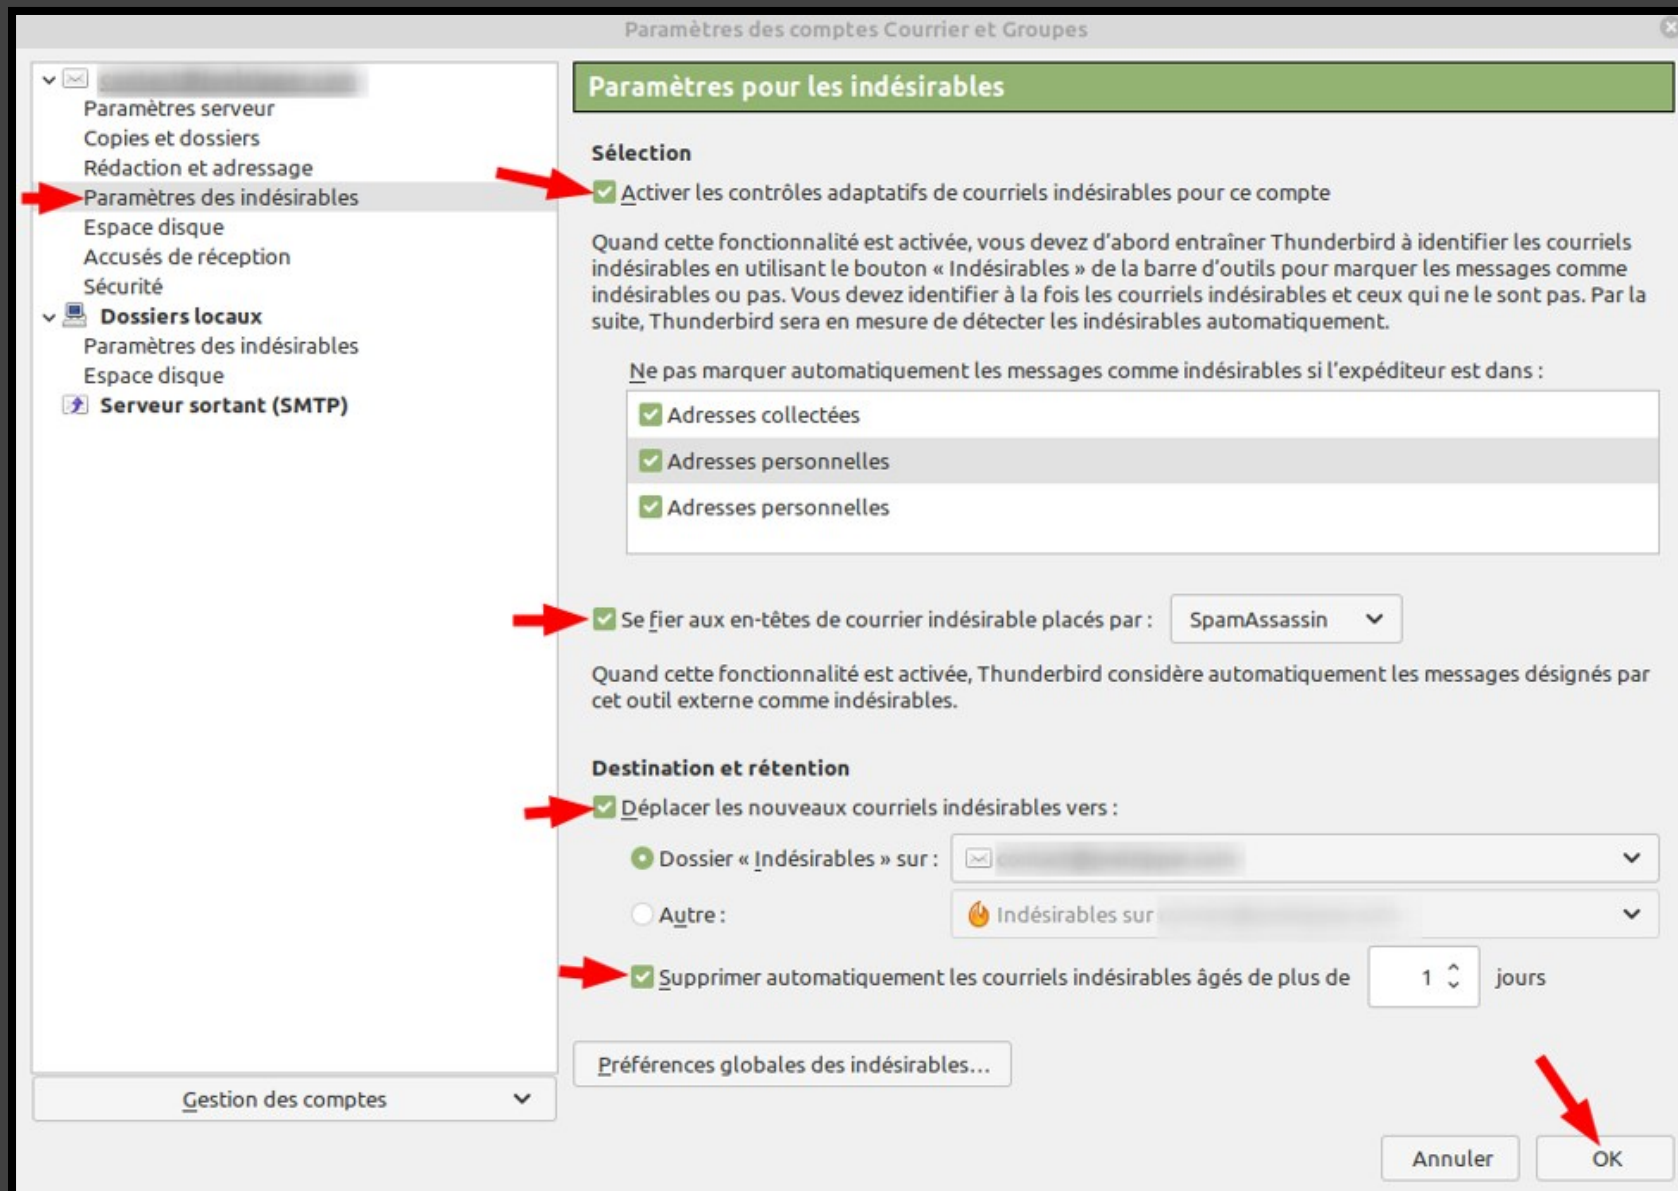 Paramètres des comptes Courrier et Groupes
Paramètres serveur
Copies et dossiers
Rédaction et adressage
Paramètres des indésirables
Espace disque
Accusés de réception
Sécurité
Dossiers locaux
Paramètres des indésirables
Espace disque
Serveur sortant (SMTP)
Gestion des comptes
Paramètres pour les indésirables
Sélection
Activer les contrôles adaptatifs de courriels indésirables pour ce compte
Quand cette fonctionnalité est activée, vous devez d’abord entraîner Thunderbird à identifier les courriels
indésirables en utilisant le bouton « Indésirables » de la barre d’outils pour marquer les messages comme
indésirables ou pas. Vous devez identifier à la fois les courriels indésirables et ceux qui ne le sont pas. Par la
suite, Thunderbird sera en mesure de détecter les indésirables automatiquement.
Ne pas marquer automatiquement les messages comme indésirables si l’expéditeur est dans :
Adresses collectées
Adresses personnelles
Adresses personnelles
Se fier aux en-têtes de courrier indésirable placés par : SpamAssassin
Quand cette fonctionnalité est activée, Thunderbird considère automatiquement les messages désignés par
cet outil externe comme indésirables.
Destination et rétention
Déplacer les nouveaux courriels indésirables vers :
Dossier « Indésirables » sur :
Autre : Indésirables sur
Supprimer automatiquement les courriels indésirables âgés de plus de 1 jours
Préférences globales des indésirables…
Annuler OK